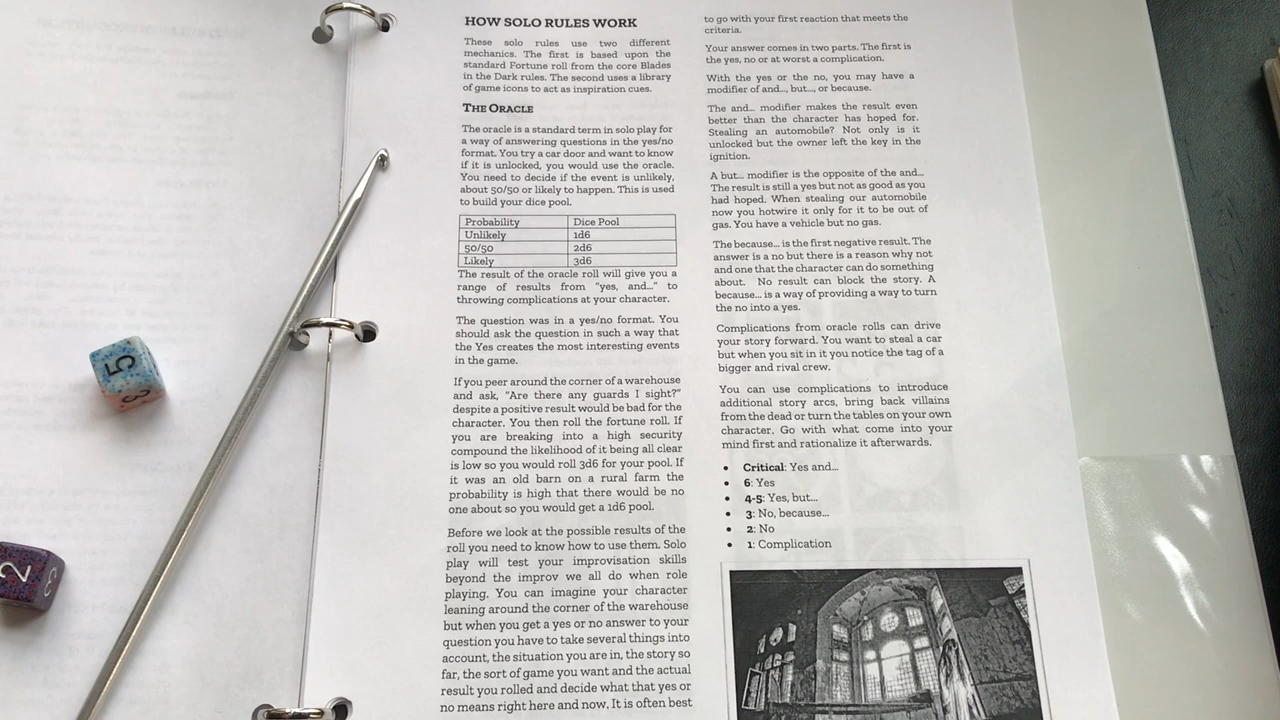 HOW SOLO RULES WORK
These solo rules use two different
mechanics. The first is based upon the
standard Fortune roll from the core Blades
in the Dark rules. The second uses a library
of game icons to act as inspiration cues.
THE ORACLE
The oracle is a standard term in solo play for
a way of answering questions in the yes/no
format. You try a car door and want to know
if it is unlocked, you would use the oracle.
You need to decide if the event is unlikely,
about 50/50 or likely to happen. This is used
to build your dice pool.
Probability Dice Pool
Unlikely 1d6
50/50 2d6
Likely 3d6
The result of the oracle roll will give you a
range of results from “yes, and…” to
throwing complications at your character.
The question was in a yes/no format. You
should ask the question in such a way that
the Yes creates the most interesting events
in the game.
If you peer around the corner of a warehouse
and ask, “Are there any guards I sight?”
despite a positive result would be bad for the
character. You then roll the fortune roll. If
you are breaking into a high security
compound the likelihood of it being all clear
is low so you would roll 3d6 for your pool. If
it was an old barn on a rural farm the
probability is high that there would be no
one about so you would get a 1d6 pool.
Before we look at the possible results of the
roll you need to know how to use them. Solo
play will test your improvisation skills
beyond the improv we all do when role
playing. You can imagine your character
leaning around the corner of the warehouse
but when you get a yes or no answer to your
question you have to take several things into
account, the situation you are in, the story so
far, the sort of game you want and the actual
result you rolled and decide what that yes or
no means right here and now. It is often best
to go with your first reaction that meets the
criteria.
Your answer comes in two parts. The first is
the yes, no or at worst a complication.
With the yes or the no, you may have a
modifier of and…, but…, or because.
The and… modifier makes the result even
better than the character has hoped for.
Stealing an automobile? Not only is it
unlocked but the owner left the key in the
ignition.
A but… modifier is the opposite of the and…
The result is still a yes but not as good as you
had hoped. When stealing our automobile
now you hotwire it only for it to be out of
gas. You have a vehicle but no gas.
The because… is the first negative result. The
answer is a no but there is a reason why not
and one that the character can do something
about. No result can block the story. A
because… is a way of providing a way to turn
the no into a yes.
Complications from oracle rolls can drive
your story forward. You want to steal a car
but when you sit in it you notice the tag of a
bigger and rival crew.
You can use complications to introduce
additional story arcs, bring back villains
from the dead or turn the tables on your own
character. Go with what come into your
mind first and rationalize it afterwards.
• Critical: Yes and…
• 6: Yes
• 4-5: Yes, but…
• 3: No, because…
• 2: No
• 1: Complication
5
3
2